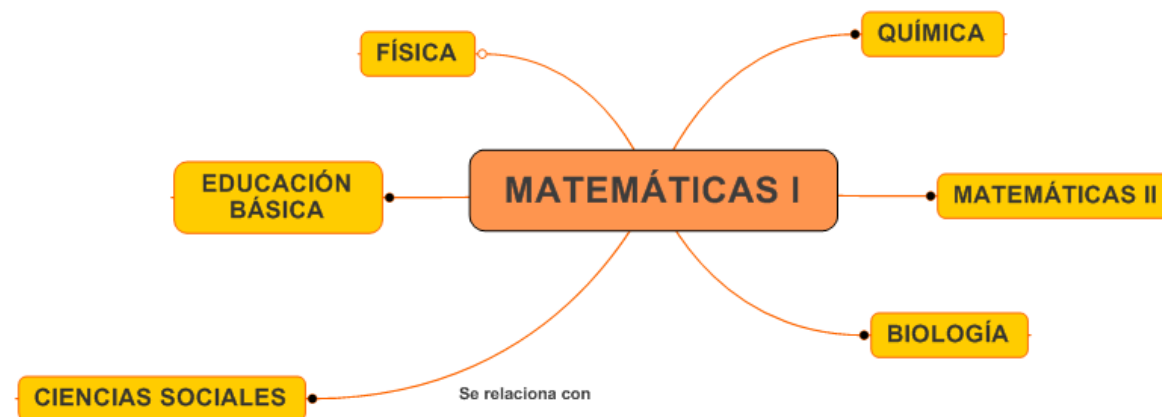 QUÍMICA
FÍSICA
MATEMÁTICAS I
EDUCACIÓN
BÁSICA
MATEMÁTICAS II
BIOLOGÍA
CIENCIAS SOCIALES
Se relaciona con